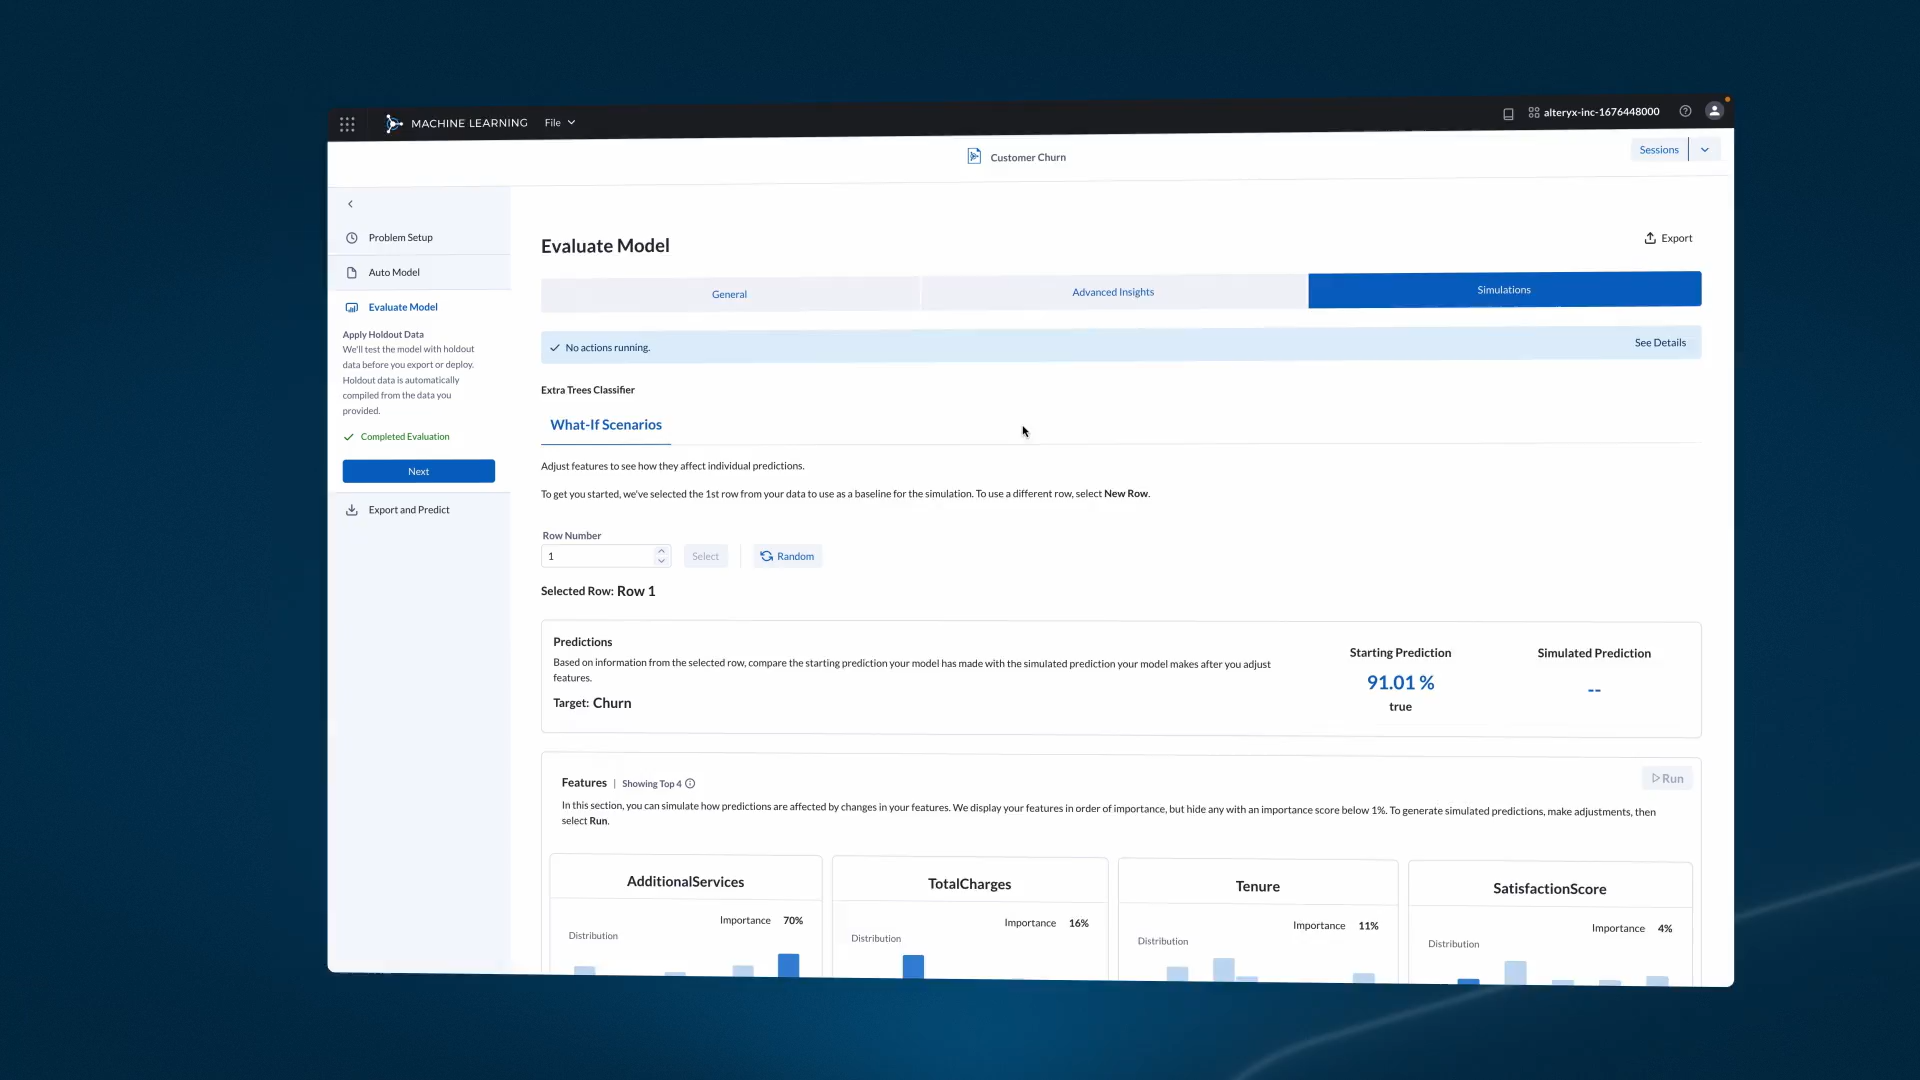 MACHINE LEARNING
File
alteryx-inc-1676448000
Customer Churn
Sessions
Problem Setup
Auto Model
Evaluate Model
Apply Holdout Data
We'll test the model with holdout
data before you export or deploy.
Holdout data is automatically
compiled from the data you
provided.
Completed Evaluation
Next
Export and Predict
Evaluate Model
Export
General
Advanced Insights
Simulations
No actions running.
See Details
Extra Trees Classifier
What-If Scenarios
Adjust features to see how they affect individual predictions.
To get you started, we've selected the 1st row from your data to use as a baseline for the simulation. To use a different row, select New Row.
Row Number
1
Select
Random
Selected Row: Row 1
Predictions
Based on information from the selected row, compare the starting prediction your model has made with the simulated prediction your model makes after you adjust
features.
Target: Churn
Starting Prediction
91.01 %
true
Simulated Prediction
--
Features | Showing Top 4
Run
In this section, you can simulate how predictions are affected by changes in your features. We display your features in order of importance, but hide any with an importance score below 1%. To generate simulated predictions, make adjustments, then
select Run.
AdditionalServices
Importance 70%
Distribution
TotalCharges
Importance 16%
Distribution
Tenure
Importance 11%
Distribution
SatisfactionScore
Importance 4%
Distribution